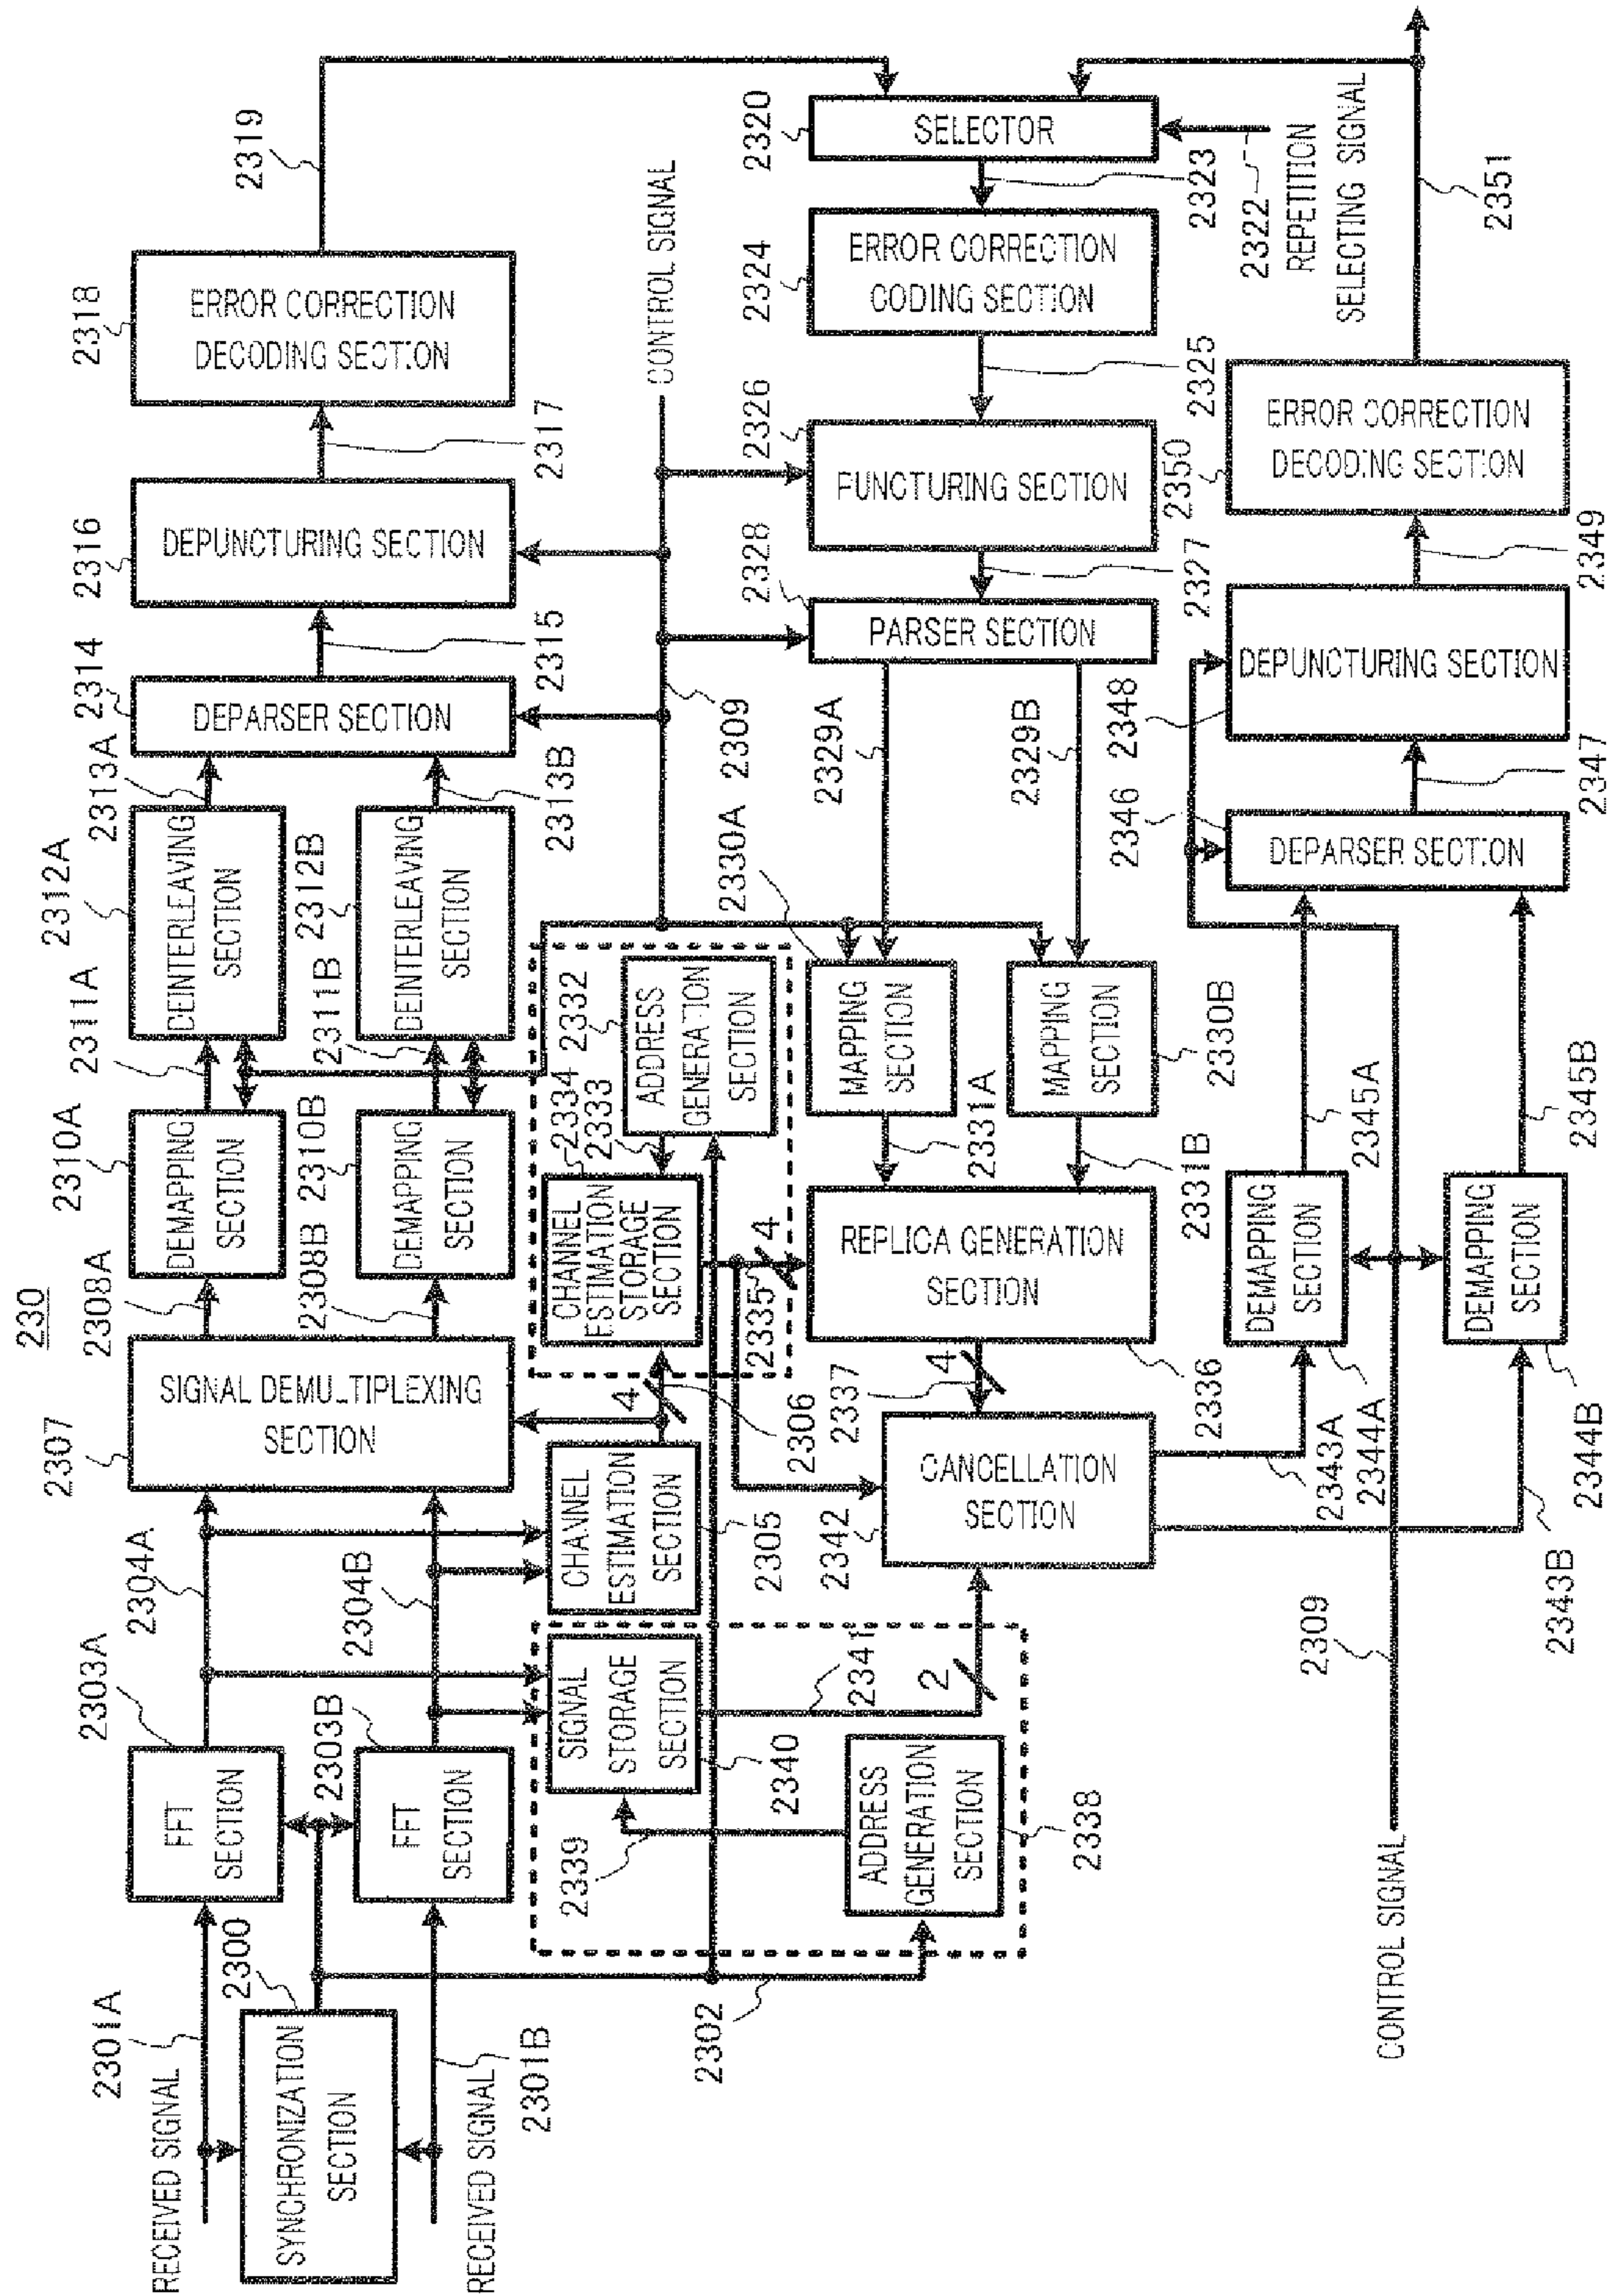 230
RECEIVED SIGNAL
2301A
SYNCHRONIZATION
SECTION
2300
RECEIVED SIGNAL
2301B
2302
FFT
SECTION
2303A
FFT
SECTION
2303B
2304A
2304B
SIGNAL DEMULTIPLEXING
SECTION
2307
2308A
2308B
DEMAPPING
SECTION
2310A
DEMAPPING
SECTION
2310B
2311A
2311B
DEINTERLEAVING
SECTION
2312A
DEINTERLEAVING
SECTION
2312B
2313A
2313B
DEPARSER SECTION
2314
2315
DEPUNCTURING SECTION
2316
2317
ERROR CORRECTION
DECODING SECTION
2318
2319
SIGNAL
STORAGE
SECTION
2340
2339
2341
2
ADDRESS
GENERATION
SECTION
2338
CHANNEL
ESTIMATION
SECTION
2305
4
2306
CHANNEL
ESTIMATION
STORAGE
SECTION
2334
2333
ADDRESS
GENERATION
SECTION
2332
2335
4
2309
CONTROL SIGNAL
CANCELLATION
SECTION
2342
4
2337
REPLICA GENERATION
SECTION
2336
2331A
2331B
MAPPING
SECTION
2330A
MAPPING
SECTION
2330B
2329A
2329B
PARSER SECTION
2328
2327
PUNCTURING SECTION
2326
2325
ERROR CORRECTION
CODING SECTION
2324
2323
SELECTOR
2320
2322
REPETITION
SELECTING SIGNAL
CONTROL SIGNAL
2309
2343A
2343B
DEMAPPING
SECTION
2344A
DEMAPPING
SECTION
2344B
2345A
2345B
DEPARSER SECTION
2346
2347
DEPUNCTURING SECTION
2348
2349
ERROR CORRECTION
DECODING SECTION
2350
2351